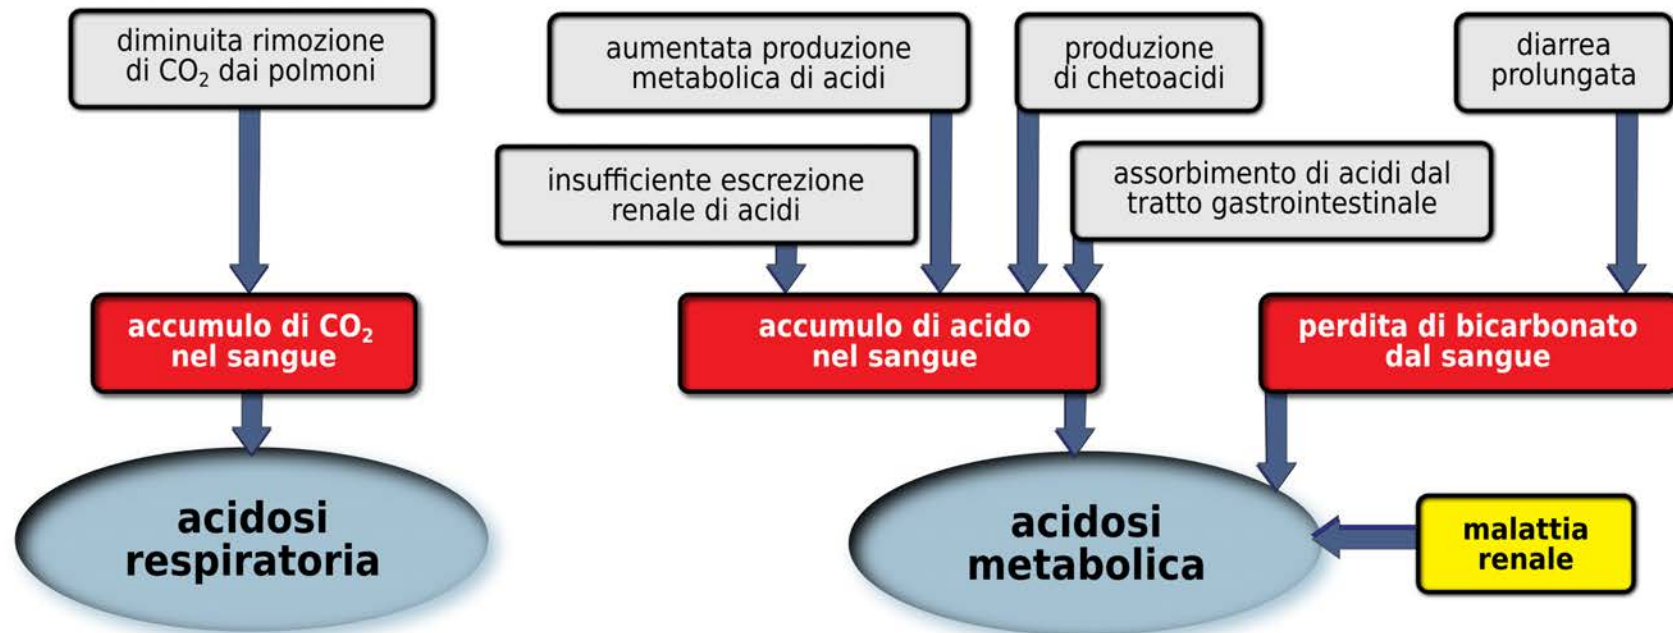 diminuita rimozione
di CO₂ dai polmoni
aumentata produzione
metabolica di acidi
produzione
di chetoacidi
diarrea
prolungata
insufficiente escrezione
renale di acidi
assorbimento di acidi dal
tratto gastrointestinale
accumulo di CO₂
nel sangue
accumulo di acido
nel sangue
perdita di bicarbonato
dal sangue
acidosi
respiratoria
acidosi
metabolica
malattia
renale